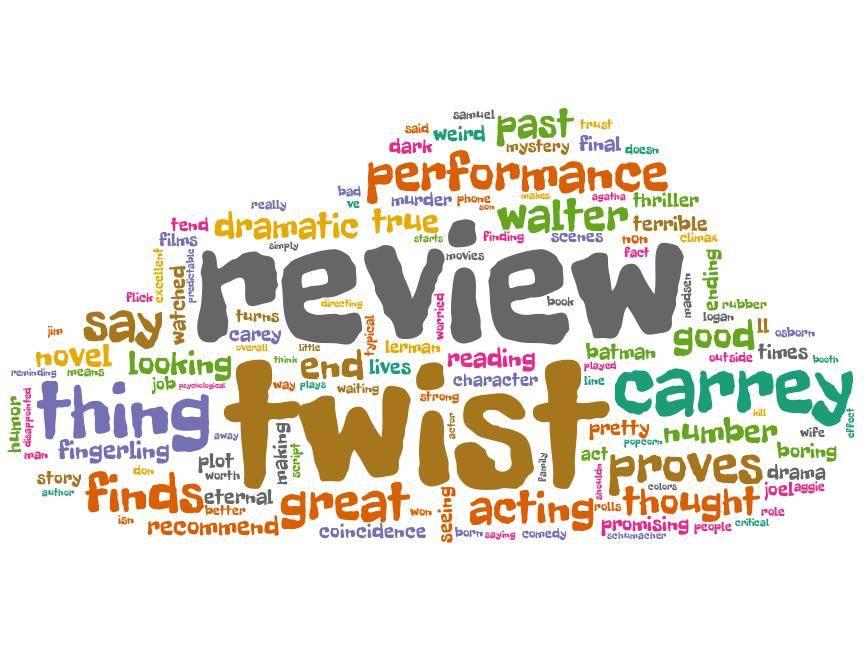 samuel
said weird past trust
dark mystery final doesn
performance
bad ve murder phone makes son agatha thriller
really
tend dramatic true starts walter terrible
films simply finding scenes non climax
fact
review
movies
excellent predictable watched
flick directing book madsen ending rubber
logan
jim say turns typical worried good ll osborn
carey
novel overall little lerman reading batman outside times booth
reminding means looking think end lives played
job psychological way plays waiting character line carrey
thing twist strong kill effect
humor disappointed actor pretty number wife
popcorn
man fingerling away making script family act boring
plot worth
story don shouldn proves drama
colors
author finds eternal great seeing acting rolls thought joel aggie
better
isn recommend won promising people critical role
coincidence born saying comedy schumacher